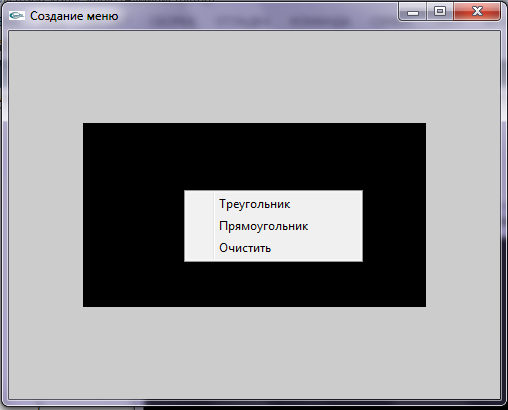 Создание меню
Треугольник
Прямоугольник
Очистить